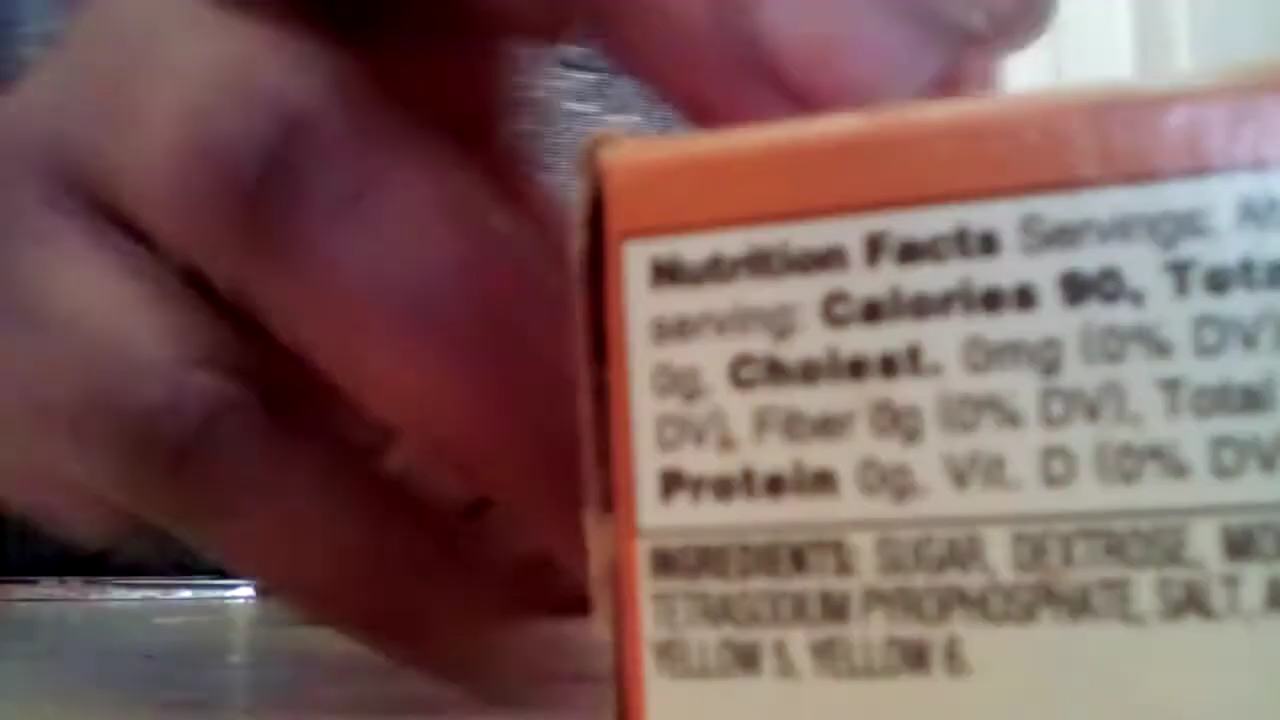 Nutrition Facts Servings:
serving: Calories 90, Tota
0g, Cholest. 0mg (0% DV)
DV), Fiber 0g (0% DV), Total
Protein 0g, Vit. D (0% DV
INGREDIENTS: SUGAR, DEXTROSE,
TETRASODIUM PYROPHOSPHATE, SALT,
YELLOW 5, YELLOW 6.